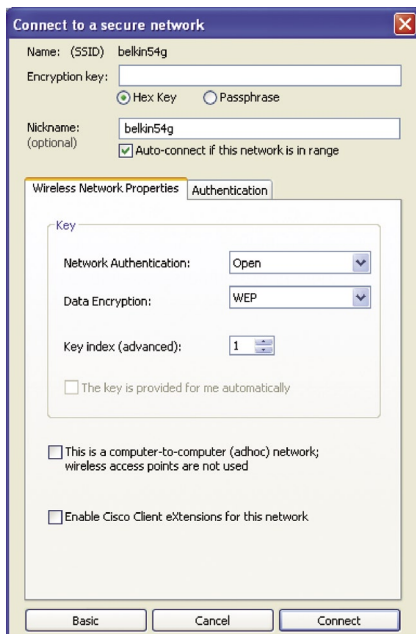 Connect to a secure network
Name: (SSID) belkin54g
Encryption key:
Hex Key Passphrase
Nickname: belkin54g
(optional)
Auto-connect if this network is in range
Wireless Network Properties Authentication
Key
Network Authentication: Open
Data Encryption: WEP
Key index (advanced): 1
The key is provided for me automatically
This is a computer-to-computer (adhoc) network;
wireless access points are not used
Enable Cisco Client eXtensions for this network
Basic Cancel Connect